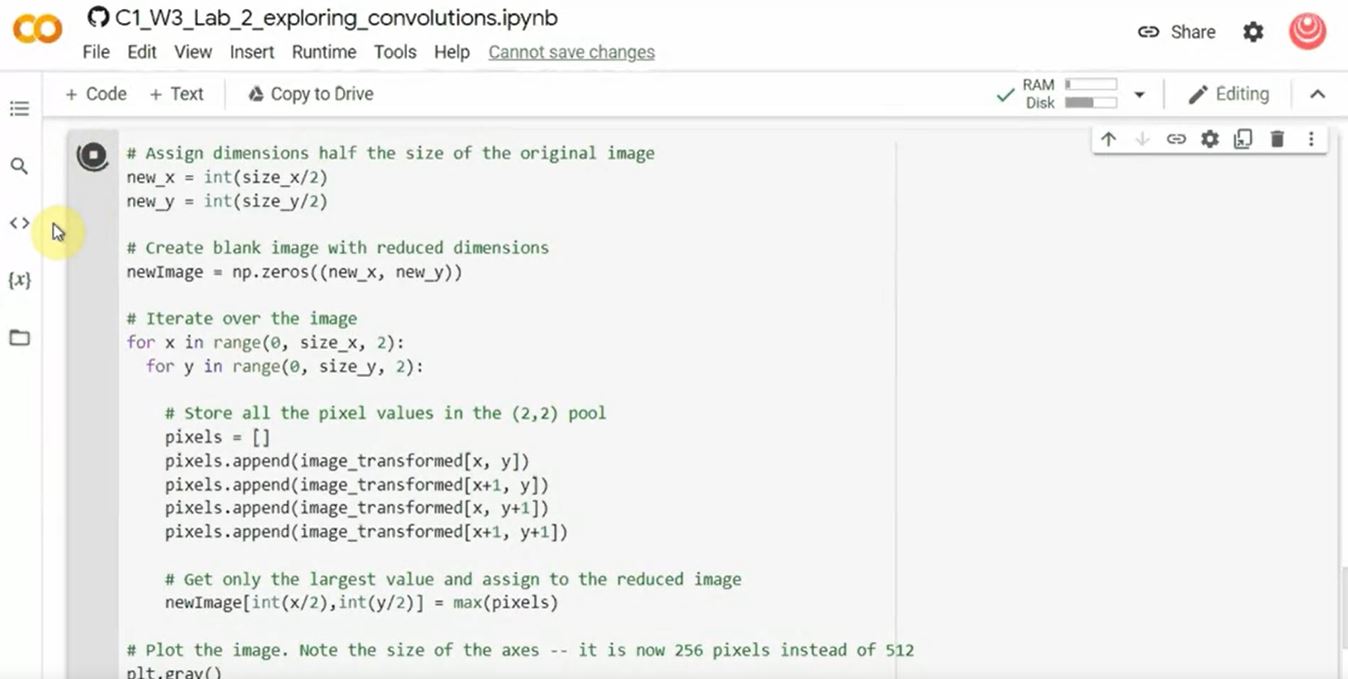 C1_W3_Lab_2_exploring_convolutions.ipynb
File Edit View Insert Runtime Tools Help Cannot save changes
Share
+ Code + Text Copy to Drive
RAM
Disk
Editing
# Assign dimensions half the size of the original image
new_x = int(size_x/2)
new_y = int(size_y/2)
# Create blank image with reduced dimensions
newImage = np.zeros((new_x, new_y))
# Iterate over the image
for x in range(0, size_x, 2):
for y in range(0, size_y, 2):
# Store all the pixel values in the (2,2) pool
pixels = []
pixels.append(image_transformed[x, y])
pixels.append(image_transformed[x+1, y])
pixels.append(image_transformed[x, y+1])
pixels.append(image_transformed[x+1, y+1])
# Get only the largest value and assign to the reduced image
newImage[int(x/2),int(y/2)] = max(pixels)
# Plot the image. Note the size of the axes -- it is now 256 pixels instead of 512
plt.gray()
{x}